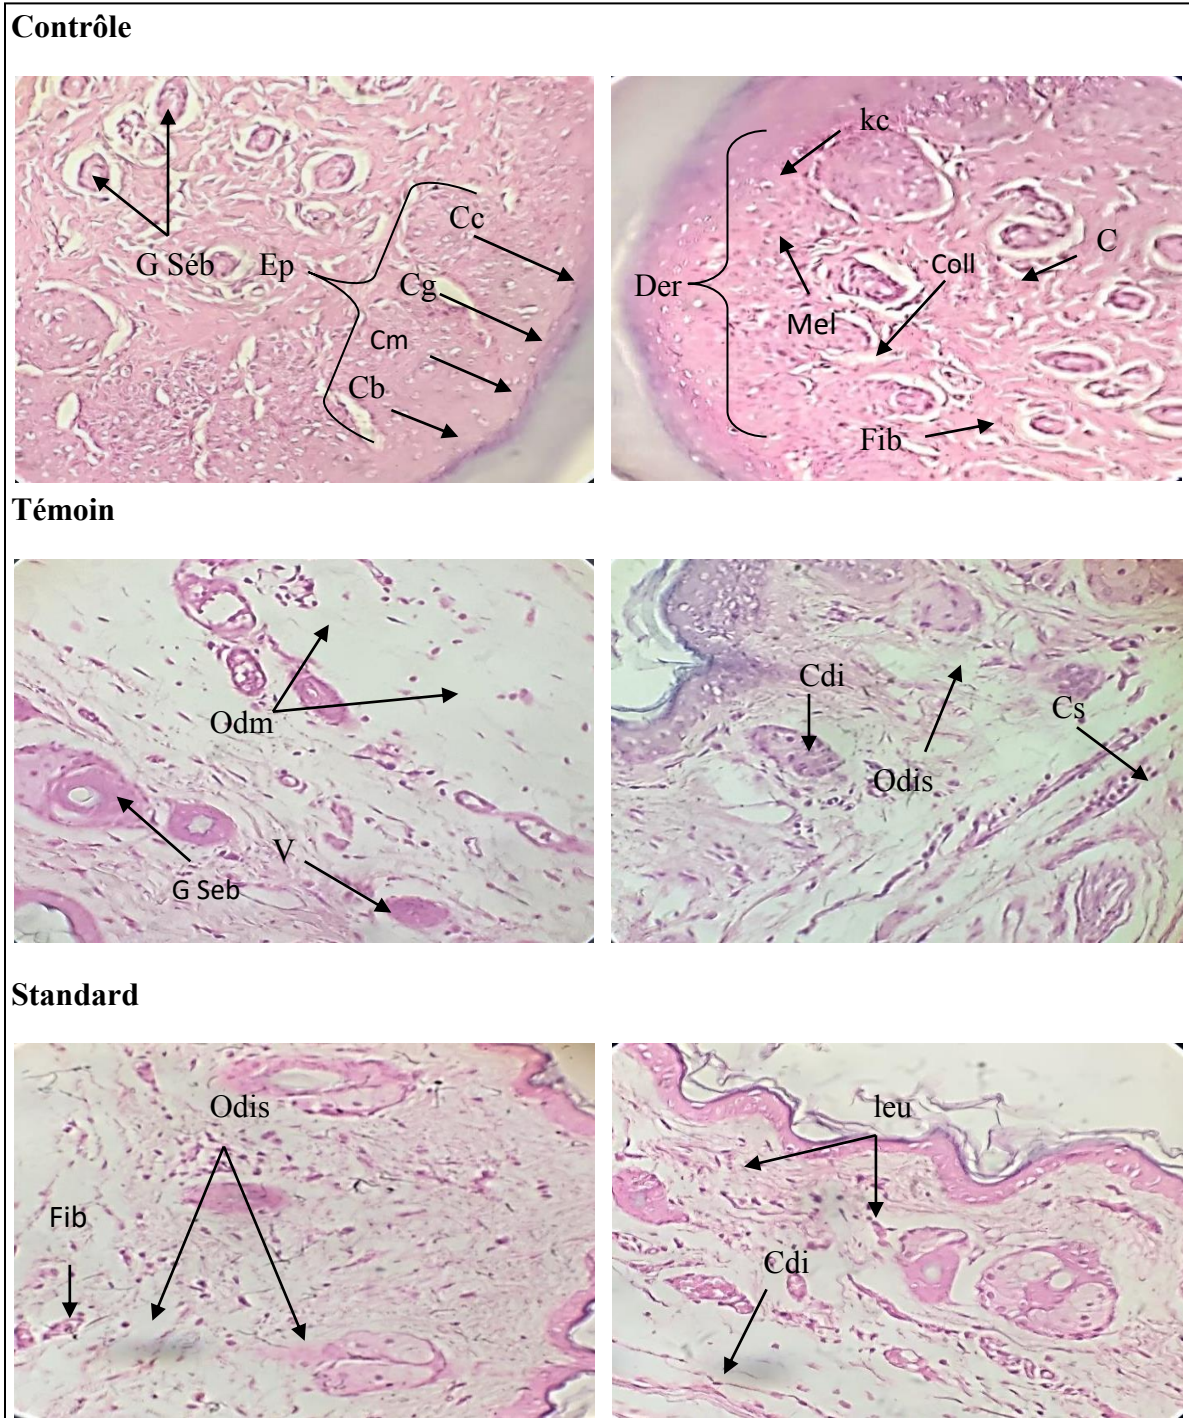 Contrôle
G Séb
Ep
Cc
Cg
Cm
Cb
kc
C
Coll
Der
Mel
Fib
Témoin
Odm
G Seb
V
Cdi
Cs
Odis
Standard
Odis
Fib
leu
Cdi